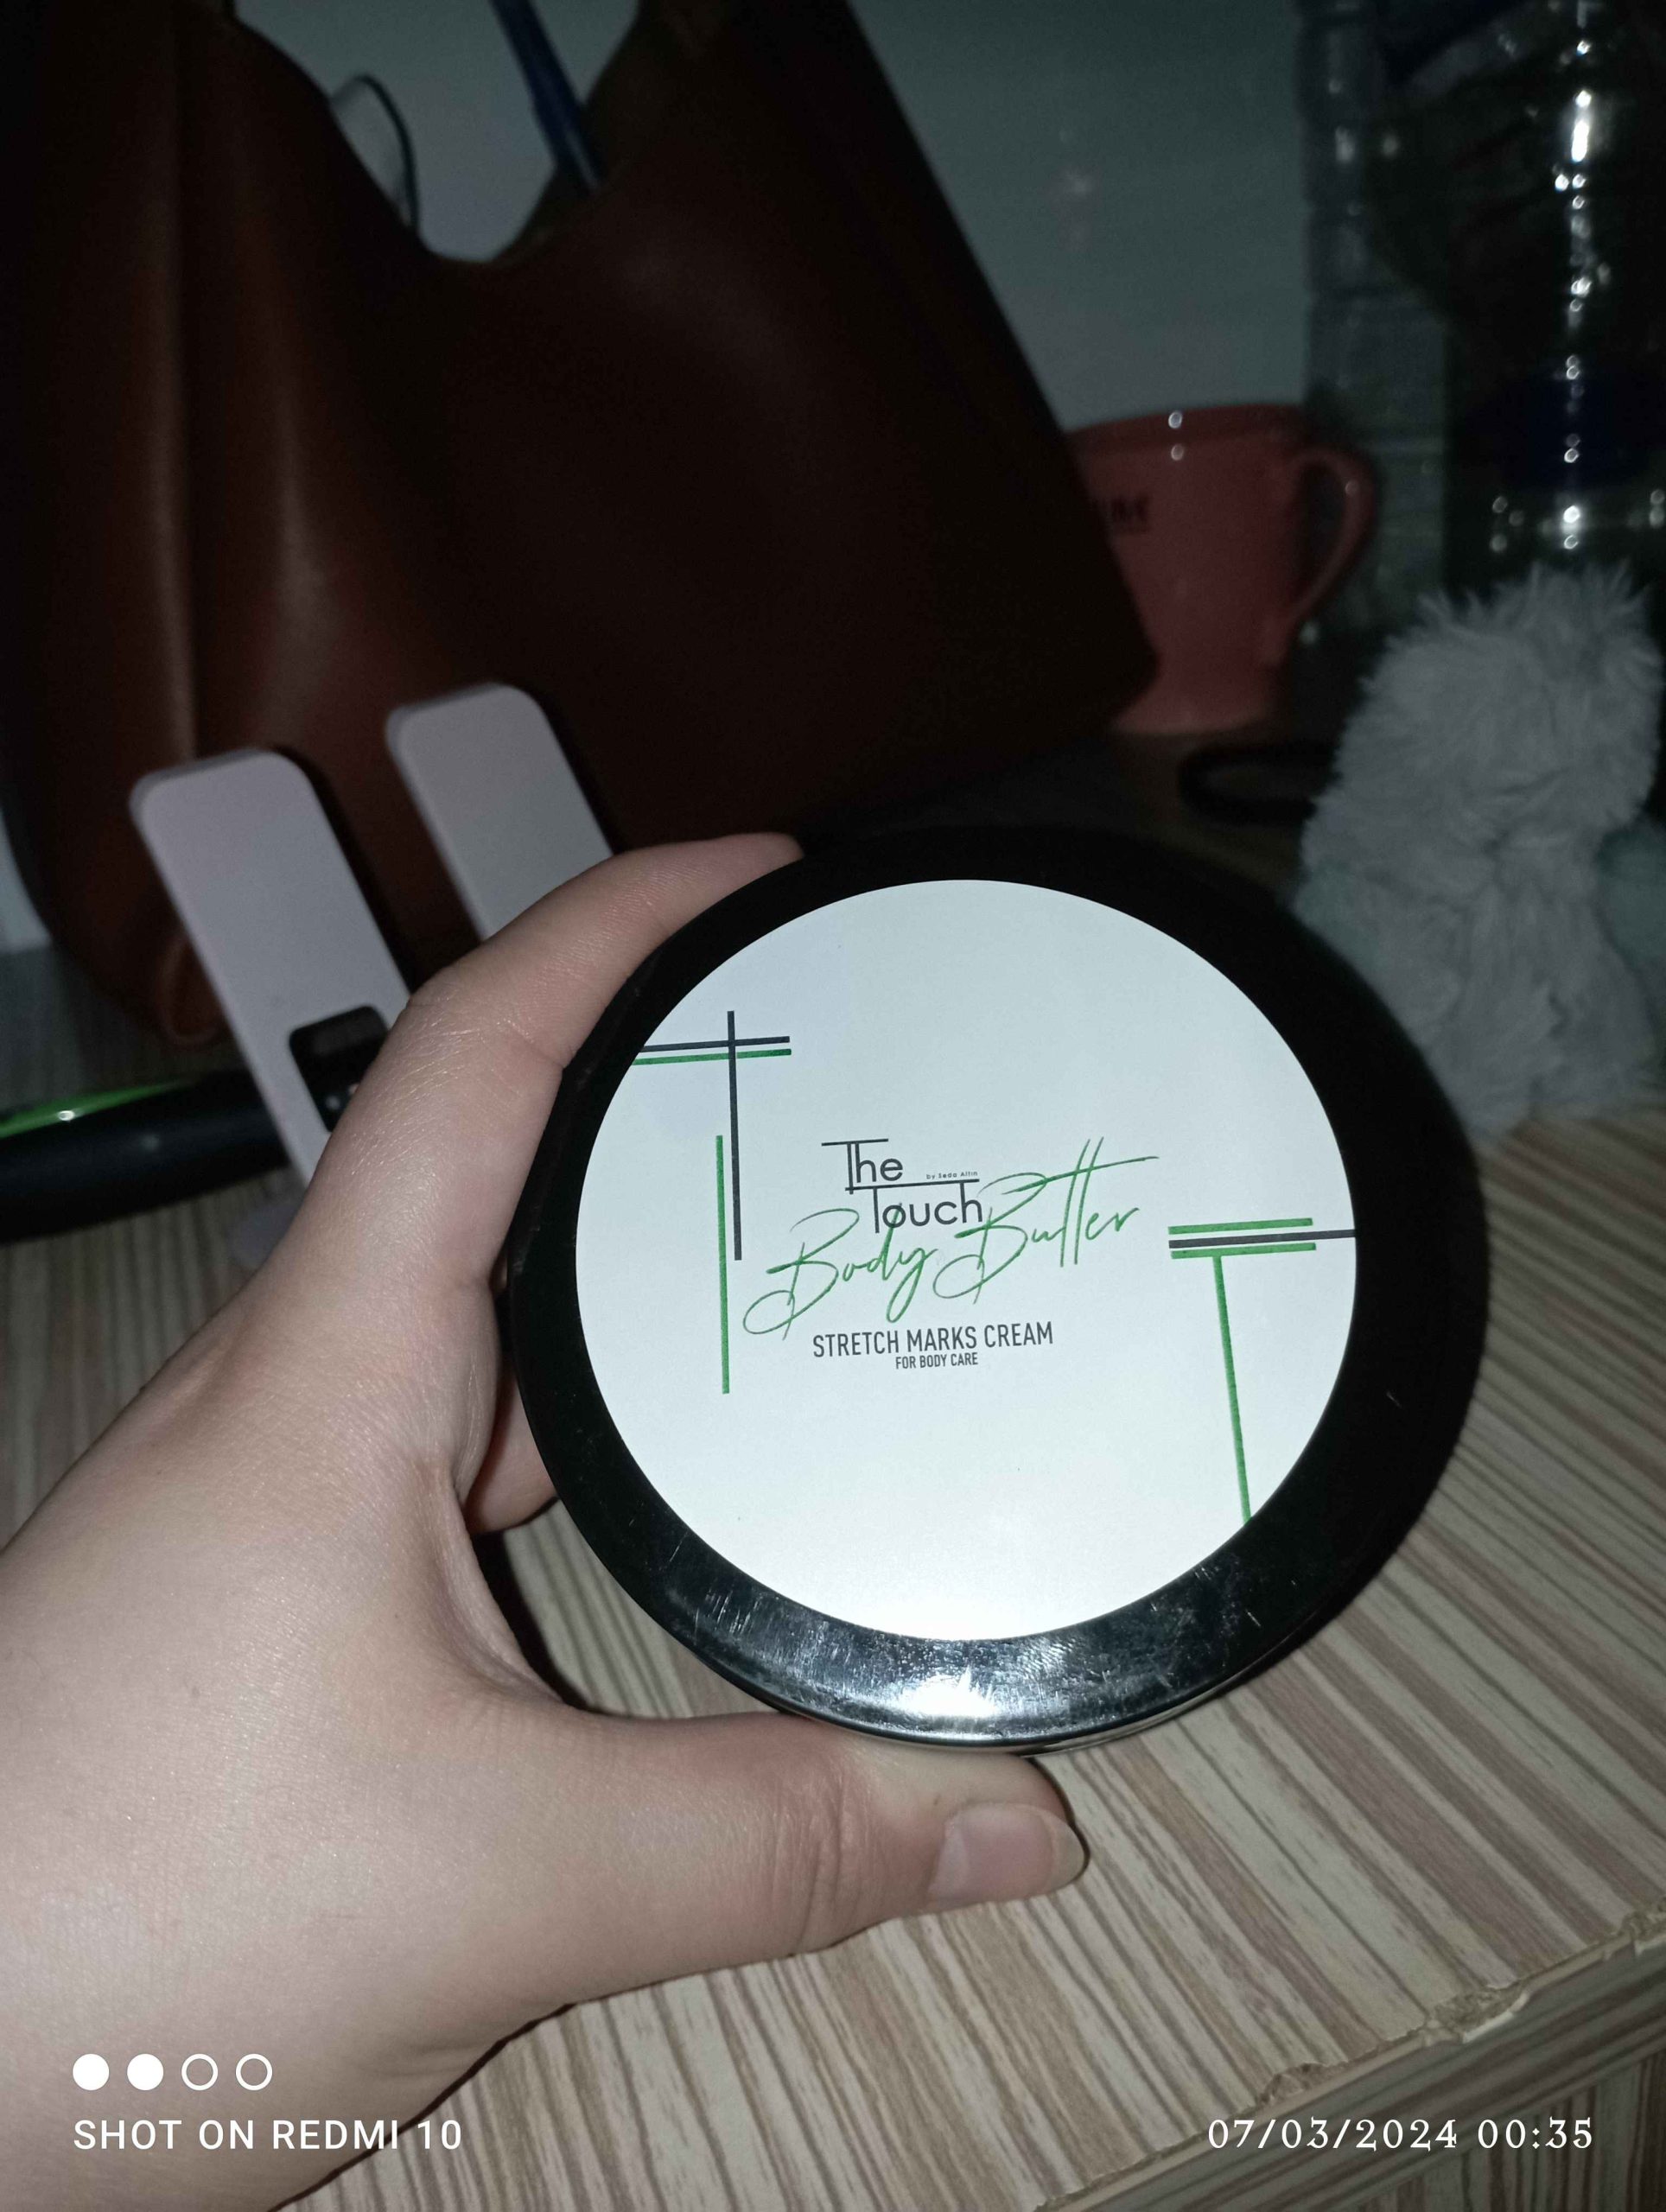 The
by Seda Altın
Touch
Body Butter
STRETCH MARKS CREAM
FOR BODY CARE
SHOT ON REDMI 10
07/03/2024 00:35